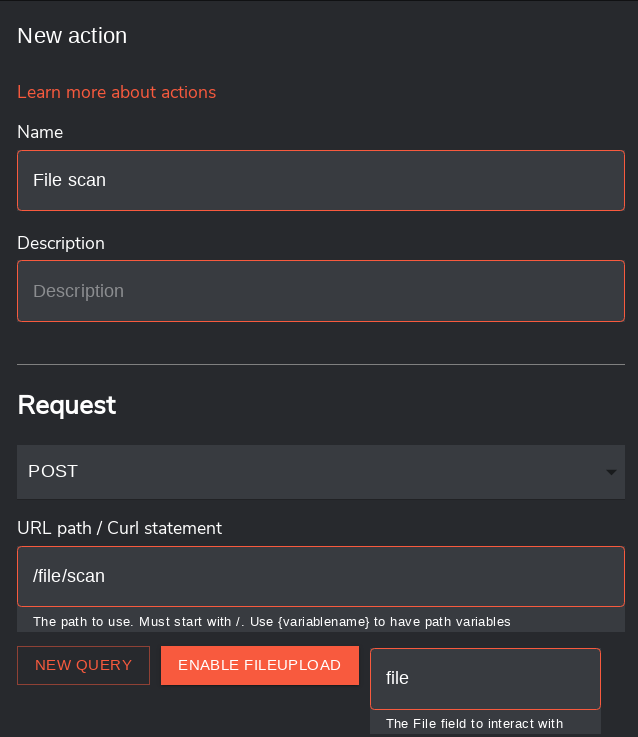 New action
Learn more about actions
Name
File scan
Description
Description
Request
POST
URL path / Curl statement
/file/scan
The path to use. Must start with /. Use {variablename} to have path variables
NEW QUERY
ENABLE FILEUPLOAD
file
The File field to interact with